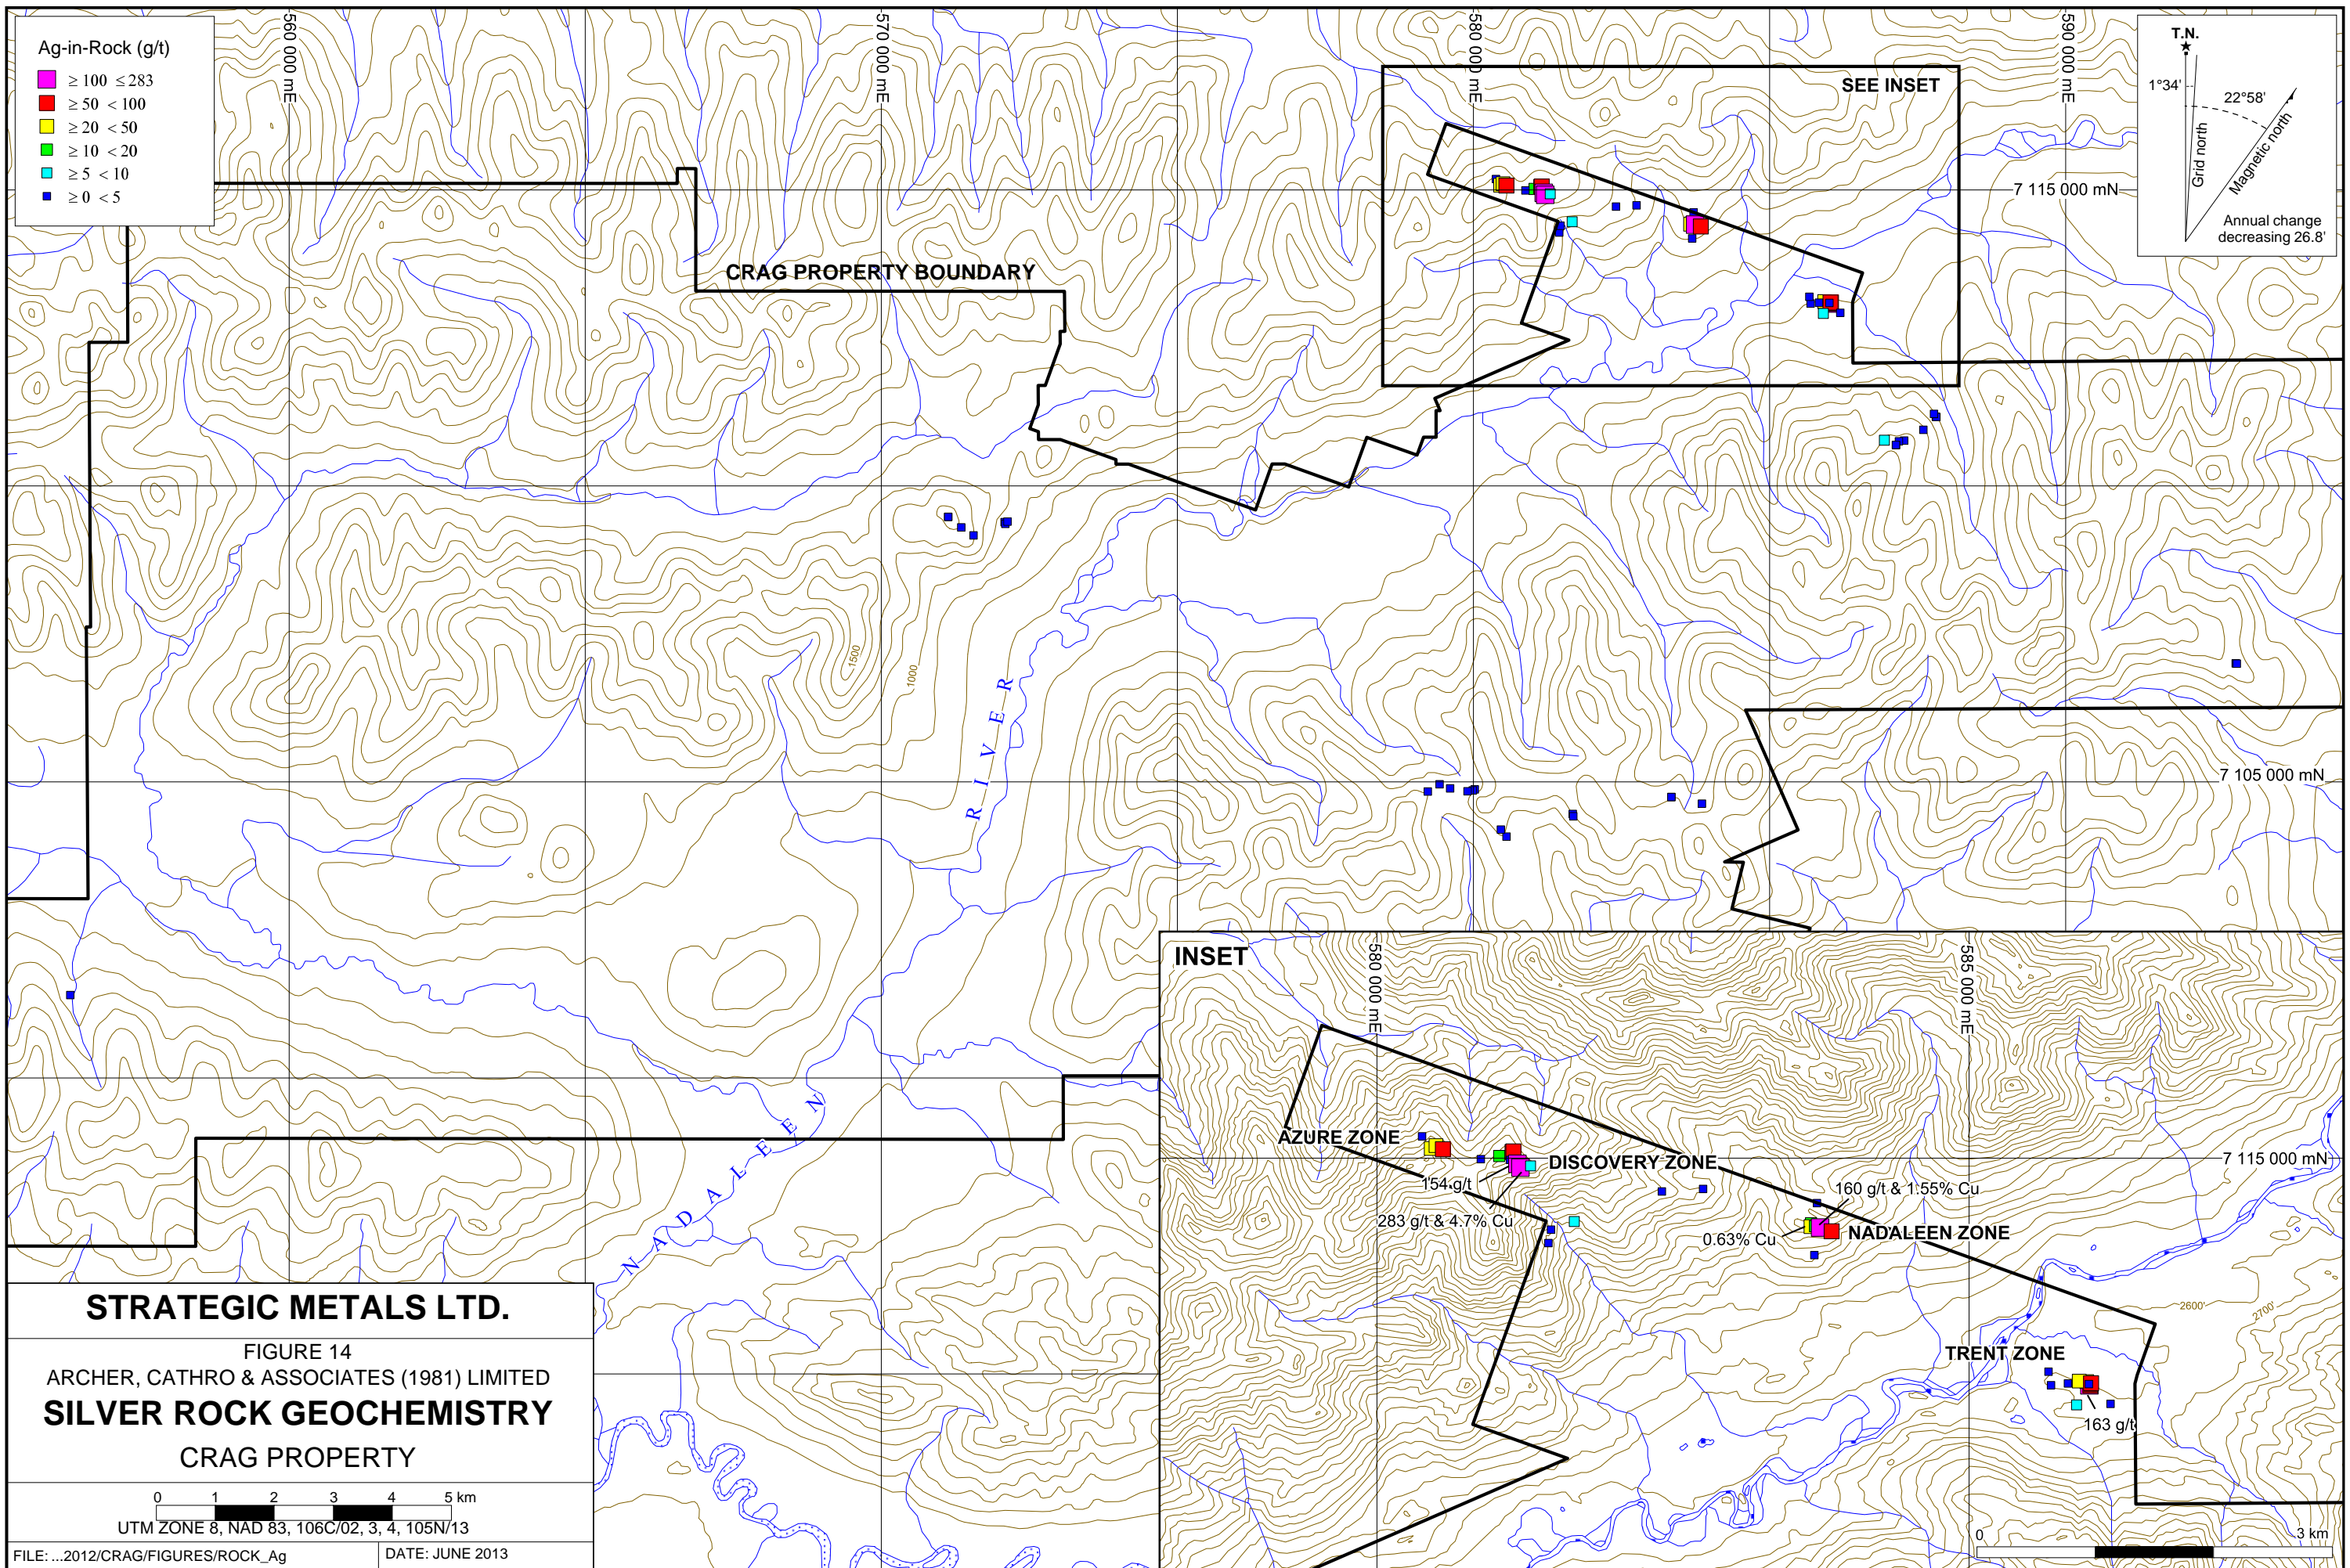 Ag-in-Rock (g/t)
≥ 100 ≤ 283
≥ 50 < 100
≥ 20 < 50
≥ 10 < 20
≥ 5 < 10
≥ 0 < 5
560 000 mE
570 000 mE
580 000 mE
590 000 mE
SEE INSET
T.N.
1°34'
22°58'
Grid north
Magnetic north
Annual change
decreasing 26.8'
7 115 000 mN
CRAG PROPERTY BOUNDARY
1500
1000
RIVER
7 105 000 mN
NADALEEN
INSET
580 000 mE
585 000 mE
AZURE ZONE
DISCOVERY ZONE
7 115 000 mN
154 g/t
160 g/t & 1.55% Cu
283 g/t & 4.7% Cu
0.63% Cu
NADALEEN ZONE
2600'
2700'
TRENT ZONE
163 g/t
0 3 km
STRATEGIC METALS LTD.
FIGURE 14
ARCHER, CATHRO & ASSOCIATES (1981) LIMITED
SILVER ROCK GEOCHEMISTRY
CRAG PROPERTY
0 1 2 3 4 5 km
UTM ZONE 8, NAD 83, 106C/02, 3, 4, 105N/13
FILE: ...2012/CRAG/FIGURES/ROCK_Ag
DATE: JUNE 2013